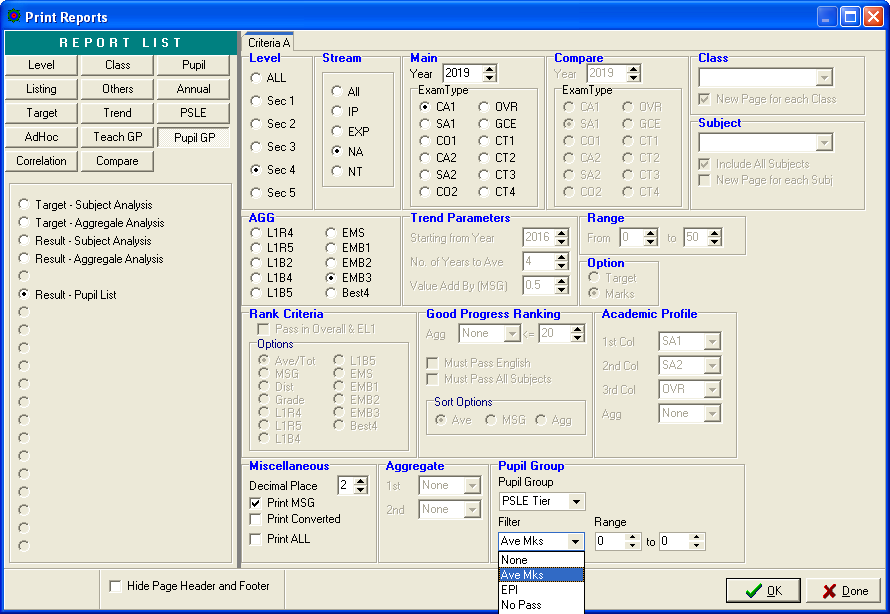 Print Reports
REPORT LIST
Level Class Pupil
Listing Others Annual
Target Trend PSLE
AdHoc Teach GP Pupil GP
Correlation Compare
Target - Subject Analysis
Target - Aggregale Analysis
Result - Subject Analysis
Result - Aggregale Analysis
Result - Pupil List
Criteria A
Level
ALL
Sec 1
Sec 2
Sec 3
Sec 4
Sec 5
Stream
All
IP
EXP
NA
NT
Main
Year 2019
ExamType
CA1 OVR
SA1 GCE
CO1 CT1
CA2 CT2
SA2 CT3
CO2 CT4
Compare
Year 2019
ExamType
CA1 OVR
SA1 GCE
CO1 CT1
CA2 CT2
SA2 CT3
CO2 CT4
Class
New Page for each Class
Subject
Include All Subjects
New Page for each Subj
AGG
L1R4 EMS
L1R5 EMB1
L1B2 EMB2
L1B4 EMB3
L1B5 Best4
Trend Parameters
Starting from Year 2016
No. of Years to Ave 4
Value Add By (MSG) 0.5
Range
From 0 to 50
Option
Target
Marks
Rank Criteria
Pass in Overall & EL1
Options
Ave/Tot L1B5
MSG EMS
Dist EMB1
Grade EMB2
L1R4 EMB3
L1R5 Best4
L1B4
Good Progress Ranking
Agg None <= 20
Must Pass English
Must Pass All Subjects
Sort Options
Ave MSG Agg
Academic Profile
1st Col SA1
2nd Col SA2
3rd Col OVR
Agg None
Miscellaneous
Decimal Place 2
Print MSG
Print Converted
Print ALL
Aggregate
1st None
2nd None
Pupil Group
Pupil Group
PSLE Tier
Filter Range
Ave Mks 0 to 0
None
Ave Mks
EPI
No Pass
Hide Page Header and Footer
OK Done